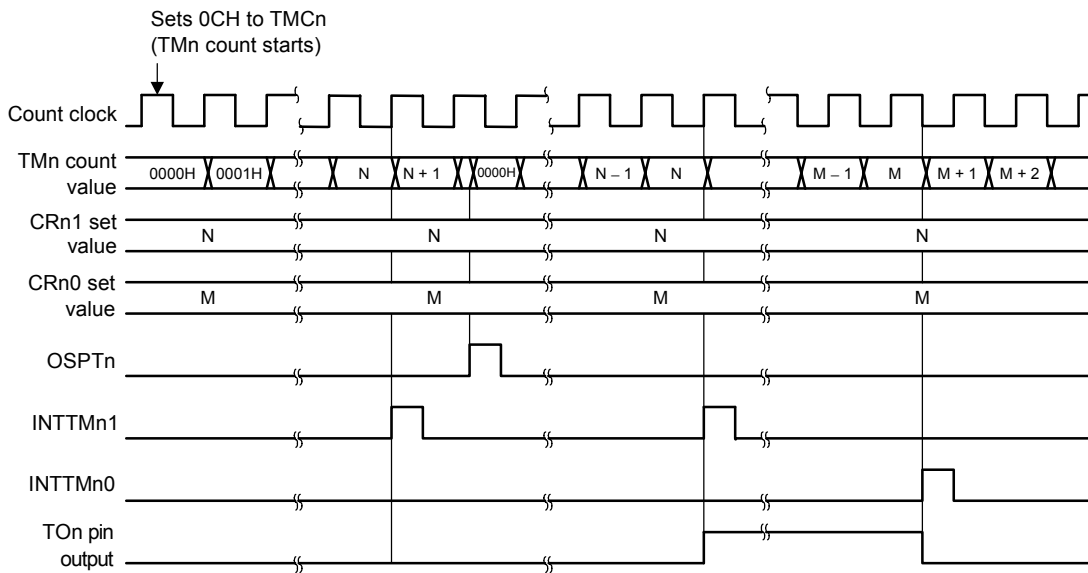 Sets 0CH to TMCn
(TMn count starts)
Count clock
TMn count
value
0000H 0001H N N + 1 0000H N – 1 N M – 1 M M + 1 M + 2
CRn1 set
value
N N N N
CRn0 set
value
M M M M
OSPTn
INTTMn1
INTTMn0
TOn pin
output